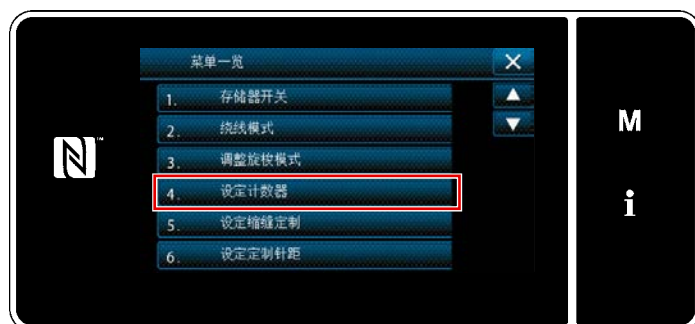 菜单一览
1. 存储器开关
2. 绕线模式
3. 调整旋梭模式
4. 设定计数器
5. 设定缩缝定制
6. 设定定制针距
M
i